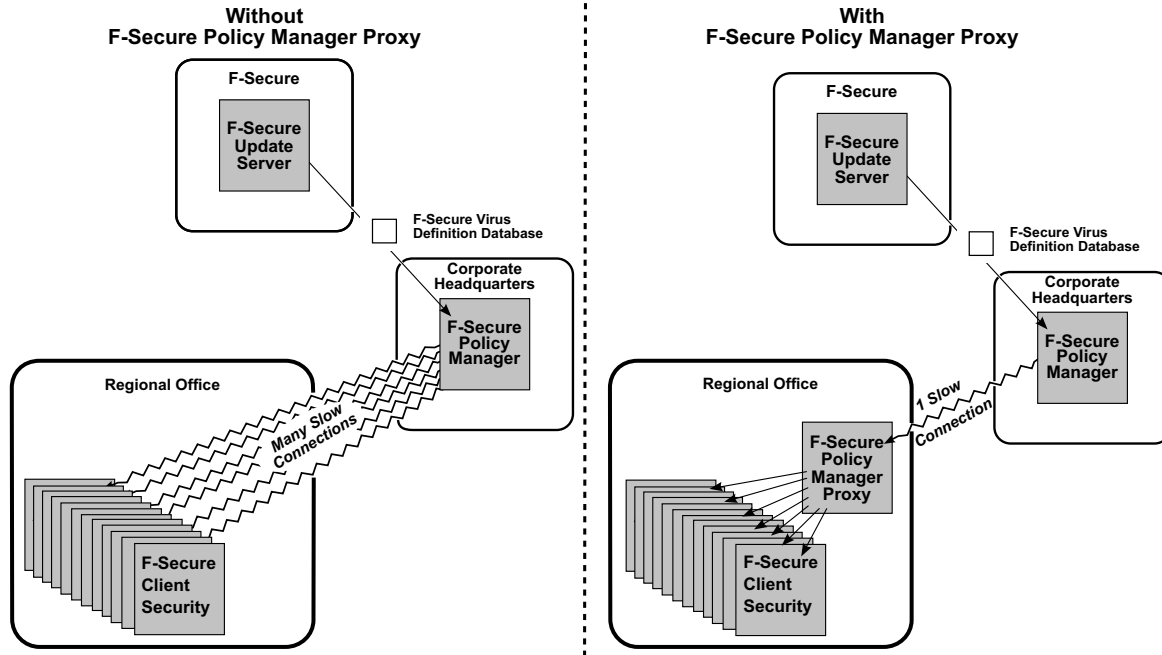 Without
F-Secure Policy Manager Proxy
F-Secure
F-Secure
Update
Server
F-Secure Virus
Definition Database
Corporate
Headquarters
F-Secure
Policy
Manager
Regional Office
Many Slow
Connections
F-Secure
Client
Security
With
F-Secure Policy Manager Proxy
F-Secure
F-Secure
Update
Server
F-Secure Virus
Definition Database
Corporate
Headquarters
F-Secure
Policy
Manager
Regional Office
1 Slow
Connection
F-Secure
Policy
Manager
Proxy
F-Secure
Client
Security